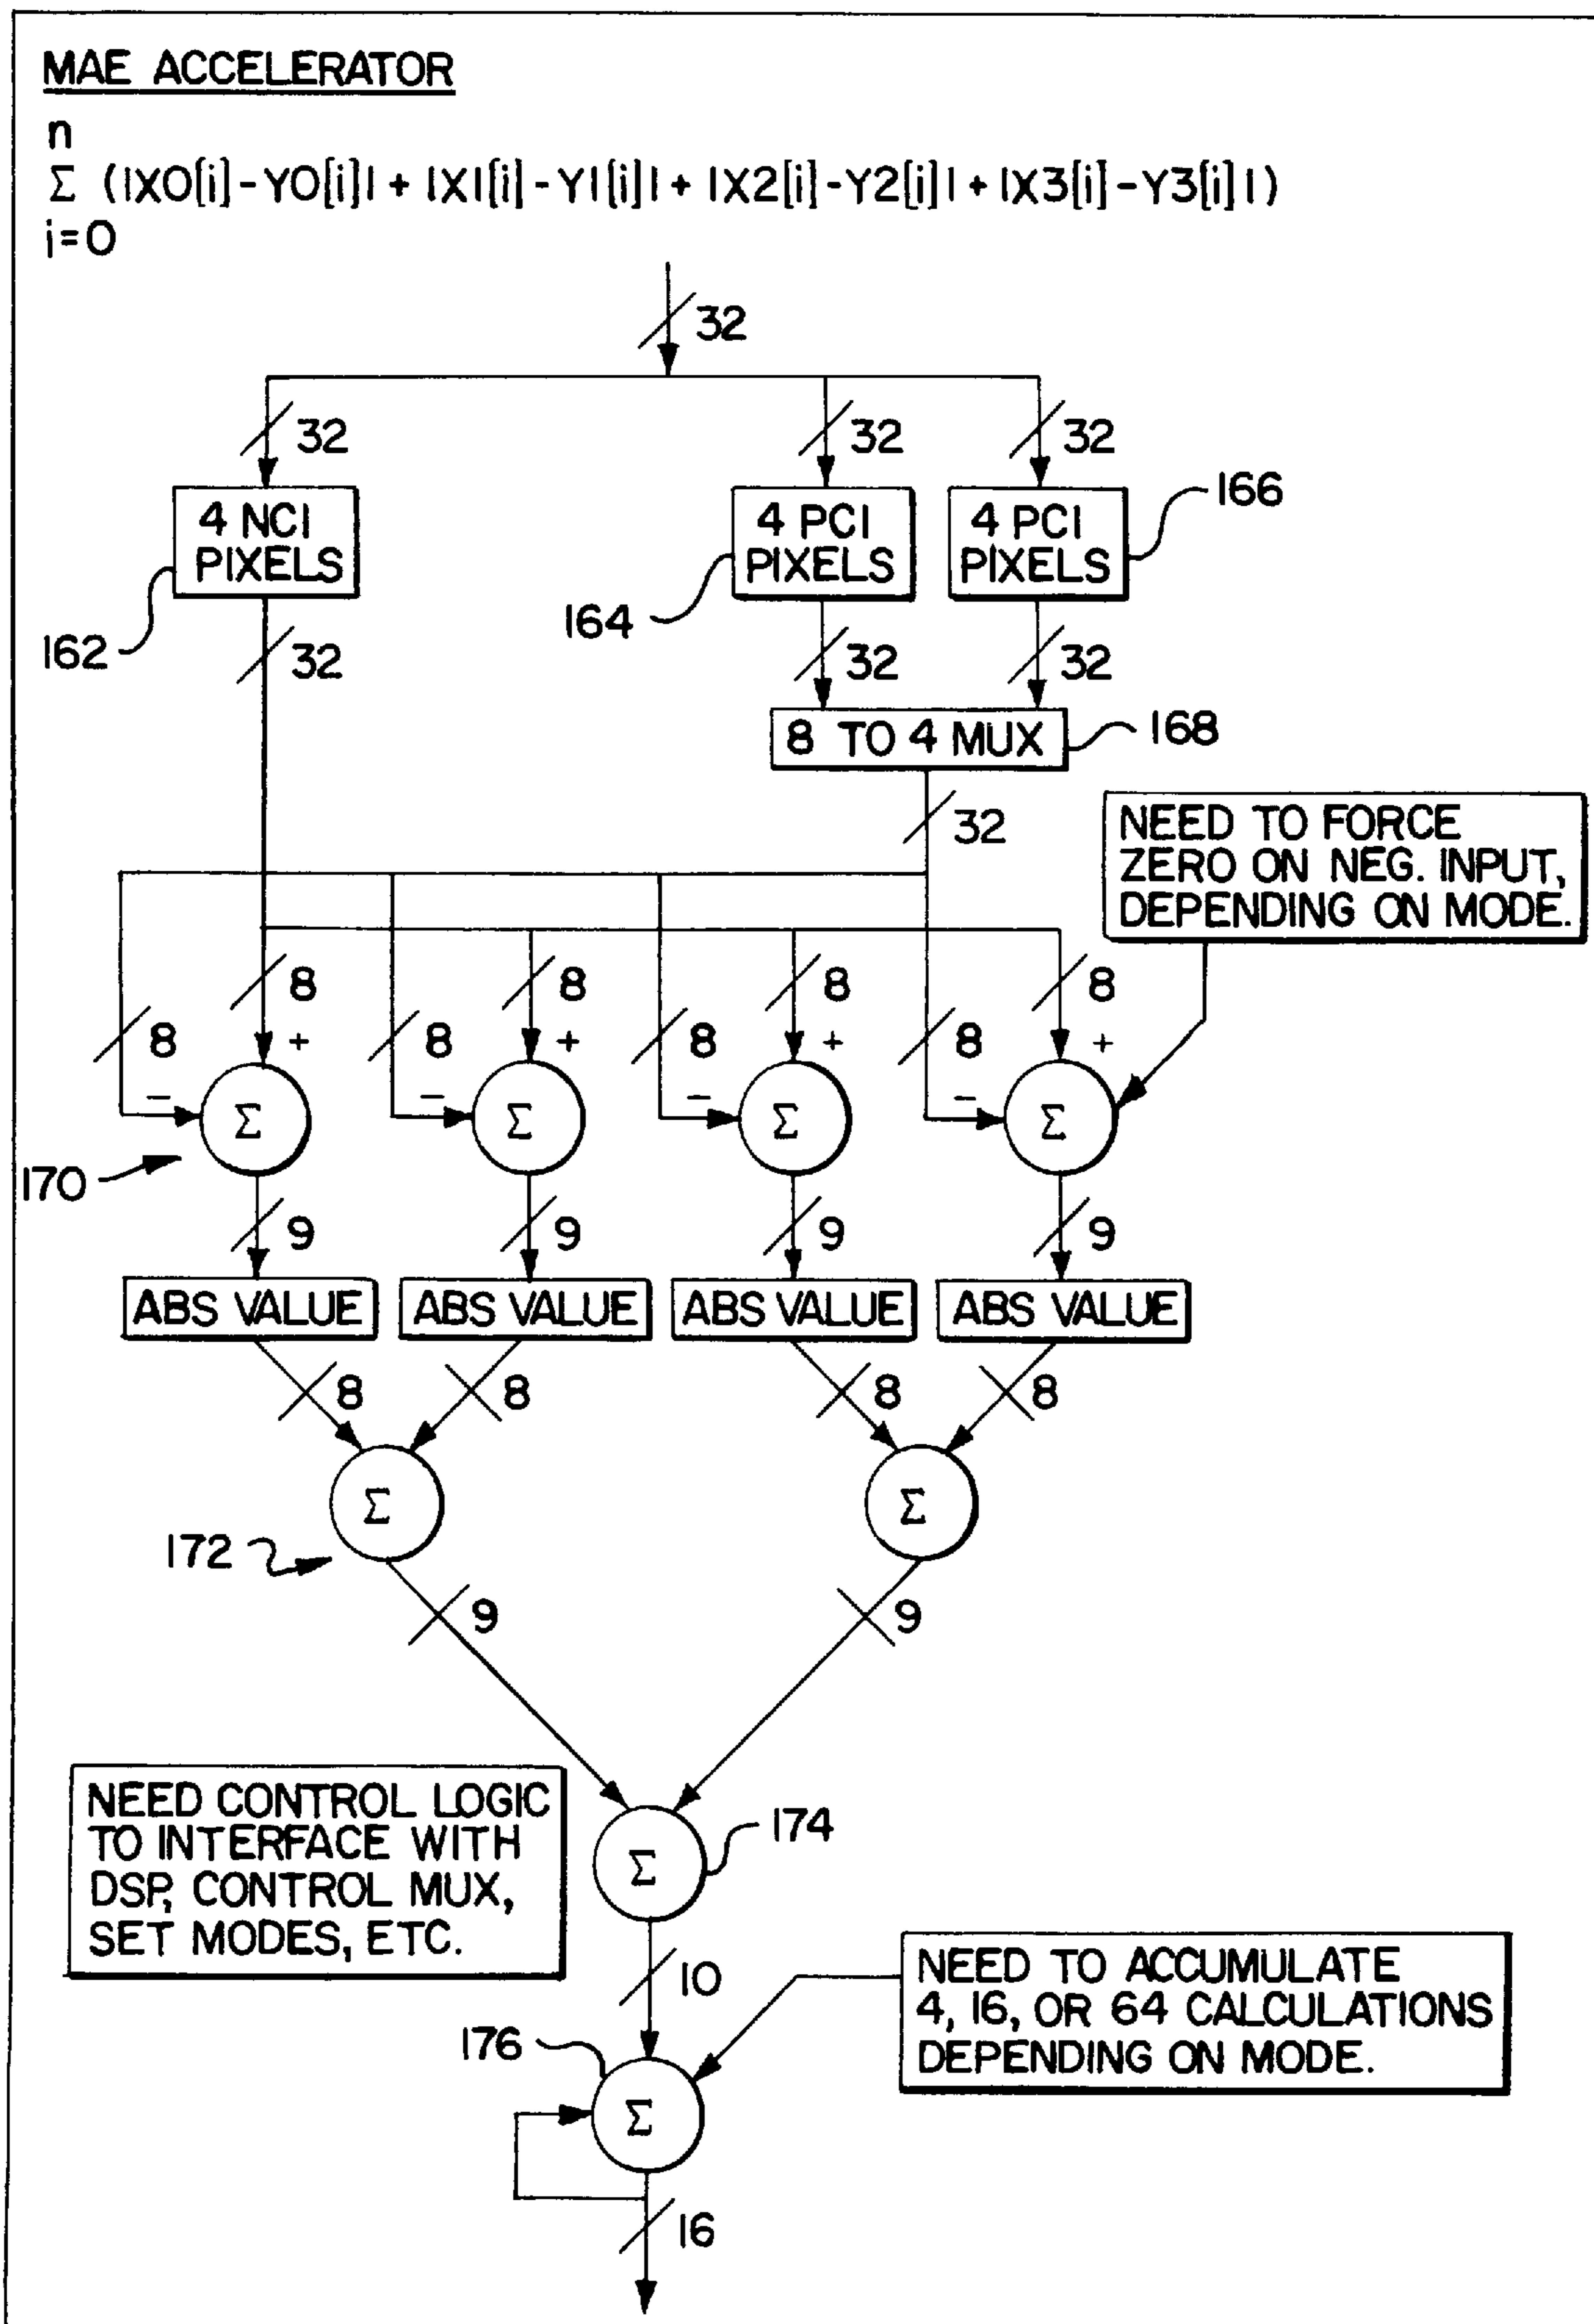 MAE ACCELERATOR
n
Σ (|X0[i]-Y0[i]| + |X1[i]-Y1[i]| + |X2[i]-Y2[i]| + |X3[i]-Y3[i]|)
i=0
32
32 32 32
4 NCI PIXELS
4 PCI PIXELS
4 PCI PIXELS
166
164
162
32 32 32
8 TO 4 MUX
168
32
NEED TO FORCE
ZERO ON NEG. INPUT,
DEPENDING ON MODE.
8 8 8 8
8 + 8 + 8 + 8 +
- - - -
Σ Σ Σ Σ
170
9 9 9 9
ABS VALUE ABS VALUE ABS VALUE ABS VALUE
8 8 8 8
Σ Σ
172
9 9
NEED CONTROL LOGIC
TO INTERFACE WITH
DSP, CONTROL MUX,
SET MODES, ETC.
174
Σ
10
NEED TO ACCUMULATE
4, 16, OR 64 CALCULATIONS
DEPENDING ON MODE.
176
Σ
16